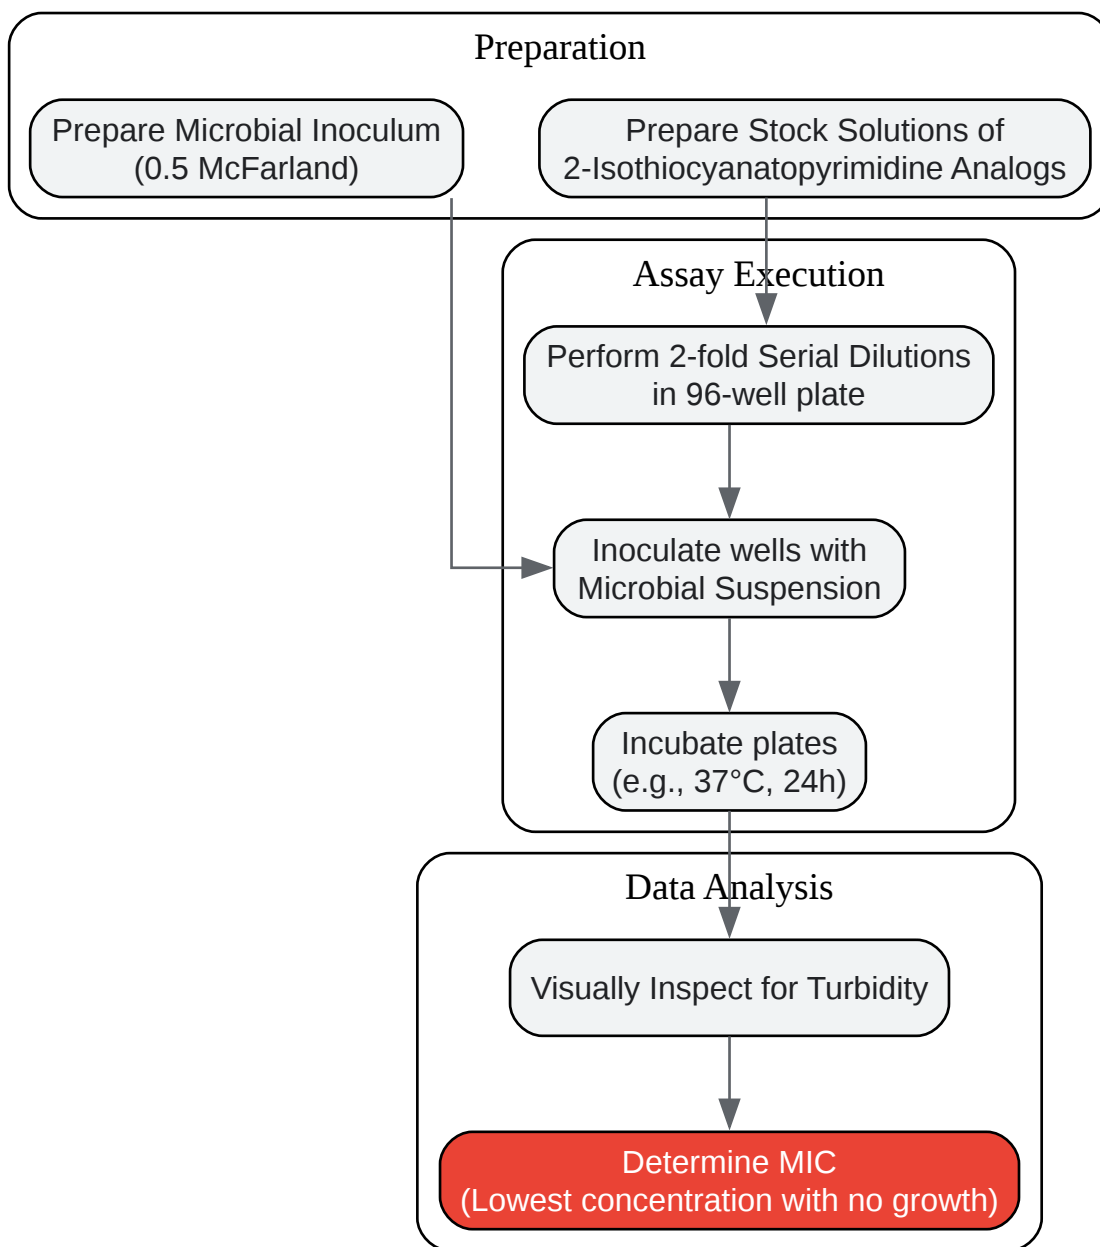 Preparation
Prepare Microbial Inoculum
(0.5 McFarland)
Prepare Stock Solutions of
2-Isothiocyanatopyrimidine Analogs
Assay Execution
Perform 2-fold Serial Dilutions
in 96-well plate
Inoculate wells with
Microbial Suspension
Incubate plates
(e.g., 37°C, 24h)
Data Analysis
Visually Inspect for Turbidity
Determine MIC
(Lowest concentration with no growth)